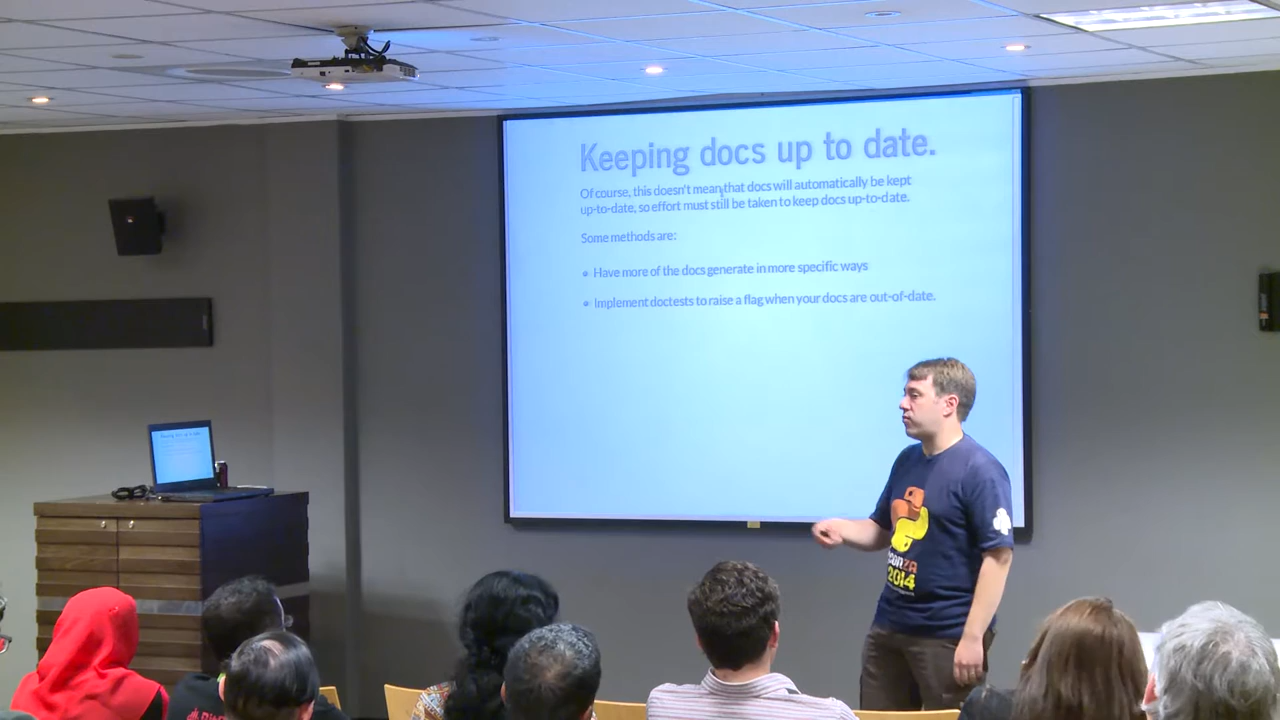 Keeping docs up to date.
Of course, this doesn't mean that docs will automatically be kept
up-to-date, so effort must still be taken to keep docs up-to-date.
Some methods are:
• Have more of the docs generate in more specific ways
• Implement doctests to raise a flag when your docs are out-of-date.
2014